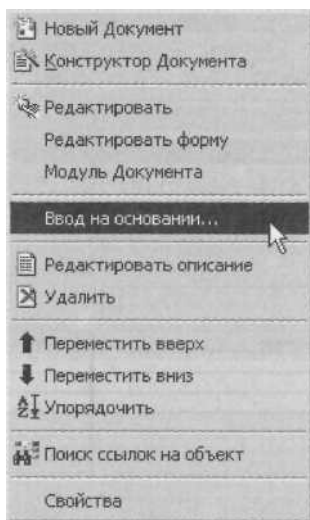 Новый Документ
Конструктор Документа
Редактировать
Редактировать форму
Модуль Документа
Ввод на основании...
Редактировать описание
Удалить
Переместить вверх
Переместить вниз
Упорядочить
Поиск ссылок на объект
Свойства